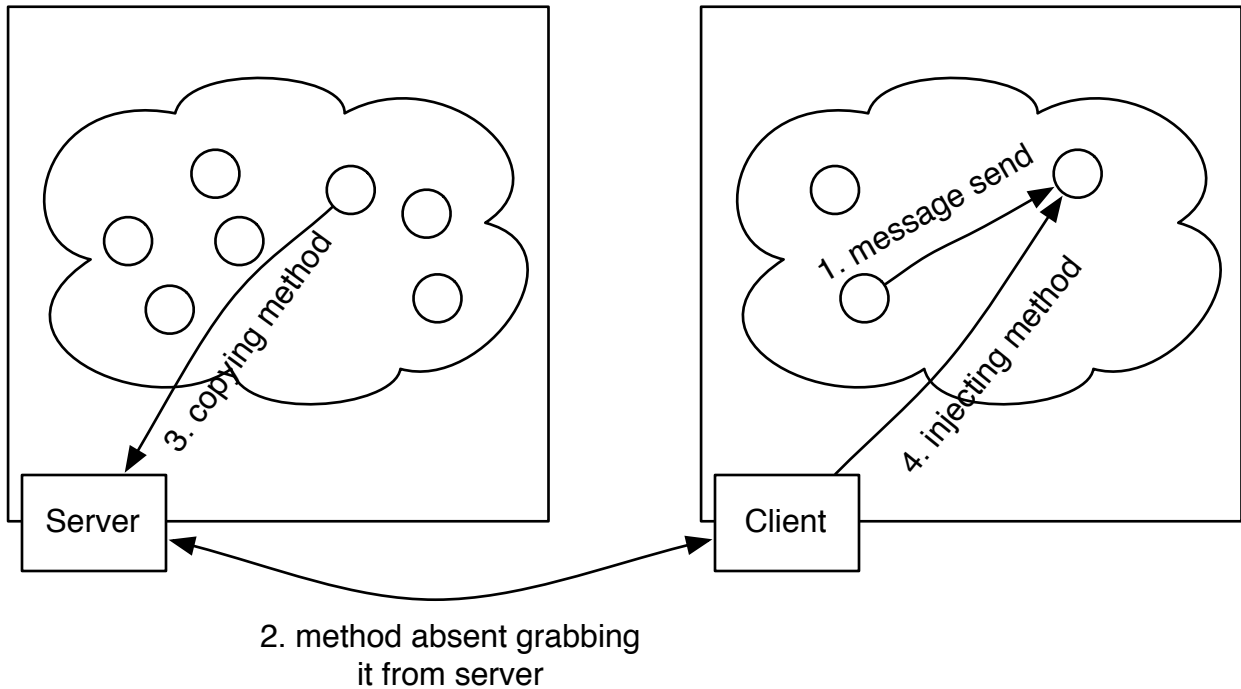 1. message send
3. copying method
4. injecting method
Server
Client
2. method absent grabbing
it from server